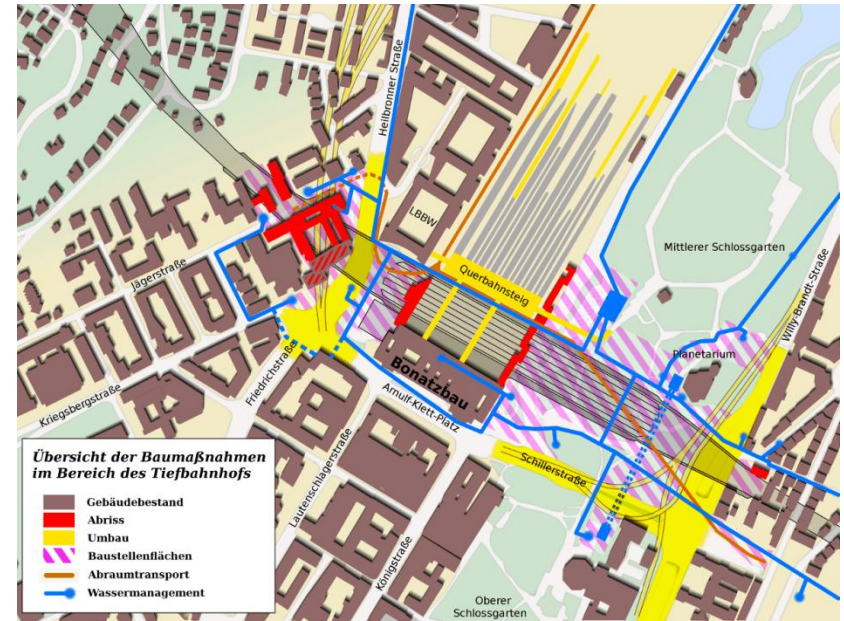 Heilbronner Straße
LBBW
Mittlerer Schlossgarten
Querbahnsteig
Jägerstraße
Willy-Brandt-Straße
Planetarium
Bonatzbau
Friedrichstraße
Arnulf-Klett-Platz
Kriegsbergstraße
Lautenschlagerstraße
Schillerstraße
Königstraße
Oberer
Schlossgarten
Übersicht der Baumaßnahmen
im Bereich des Tiefbahnhofs
Gebäudebestand
Abriss
Umbau
Baustellenflächen
Abraumtransport
Wassermanagement